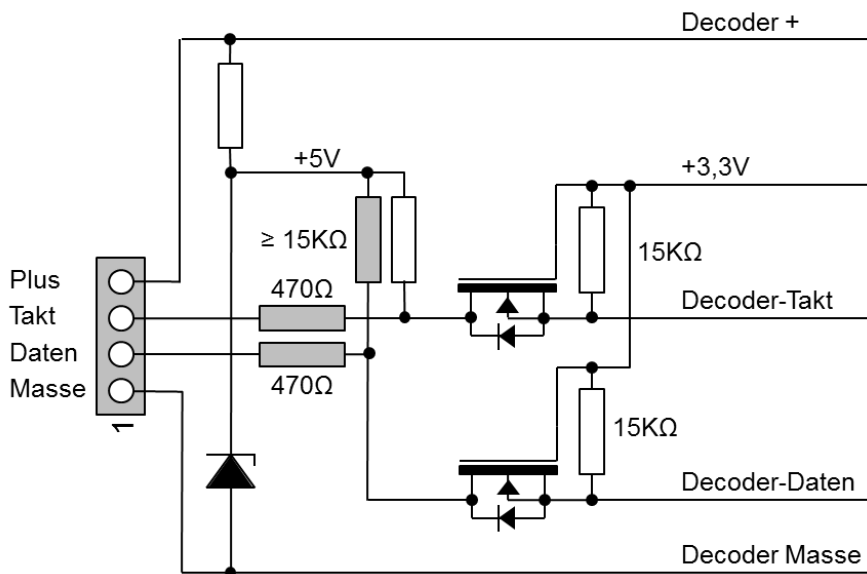 Decoder +
+5V
+3,3V
≥ 15KΩ
15KΩ
Plus
Takt
Daten
Masse
470Ω
470Ω
Decoder-Takt
1
15KΩ
Decoder-Daten
Decoder Masse